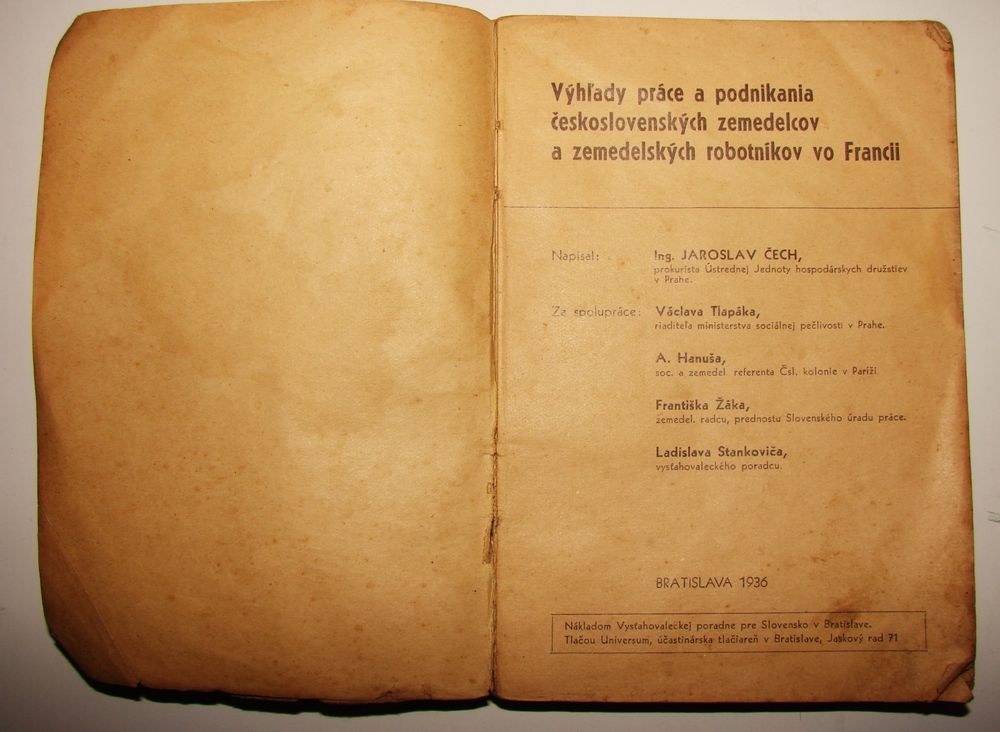 Výhľady práce a podnikania
československých zemedelcov
a zemedelských robotníkov vo Francii
Napísal: Ing. JAROSLAV ČECH,
prokurista Ústrednej Jednoty hospodárskych družstiev
v Prahe.
Za spolupráce: Václava Tlapáka,
riaditeľa ministerstva sociálnej pečlivosti v Prahe.
A. Hanuša,
soc. a zemedel. referenta Čsl. kolonie v Paríži
Františka Žáka,
zemedel. radcu, prednostu Slovenského úradu práce.
Ladislava Stankoviča,
vysťahovaleckého poradcu.
BRATISLAVA 1936
Nákladom Vysťahovaleckej poradne pre Slovensko v Bratislave.
Tlačou Universum, účastinárska tlačiareň v Bratislave, Jaskový rad 71